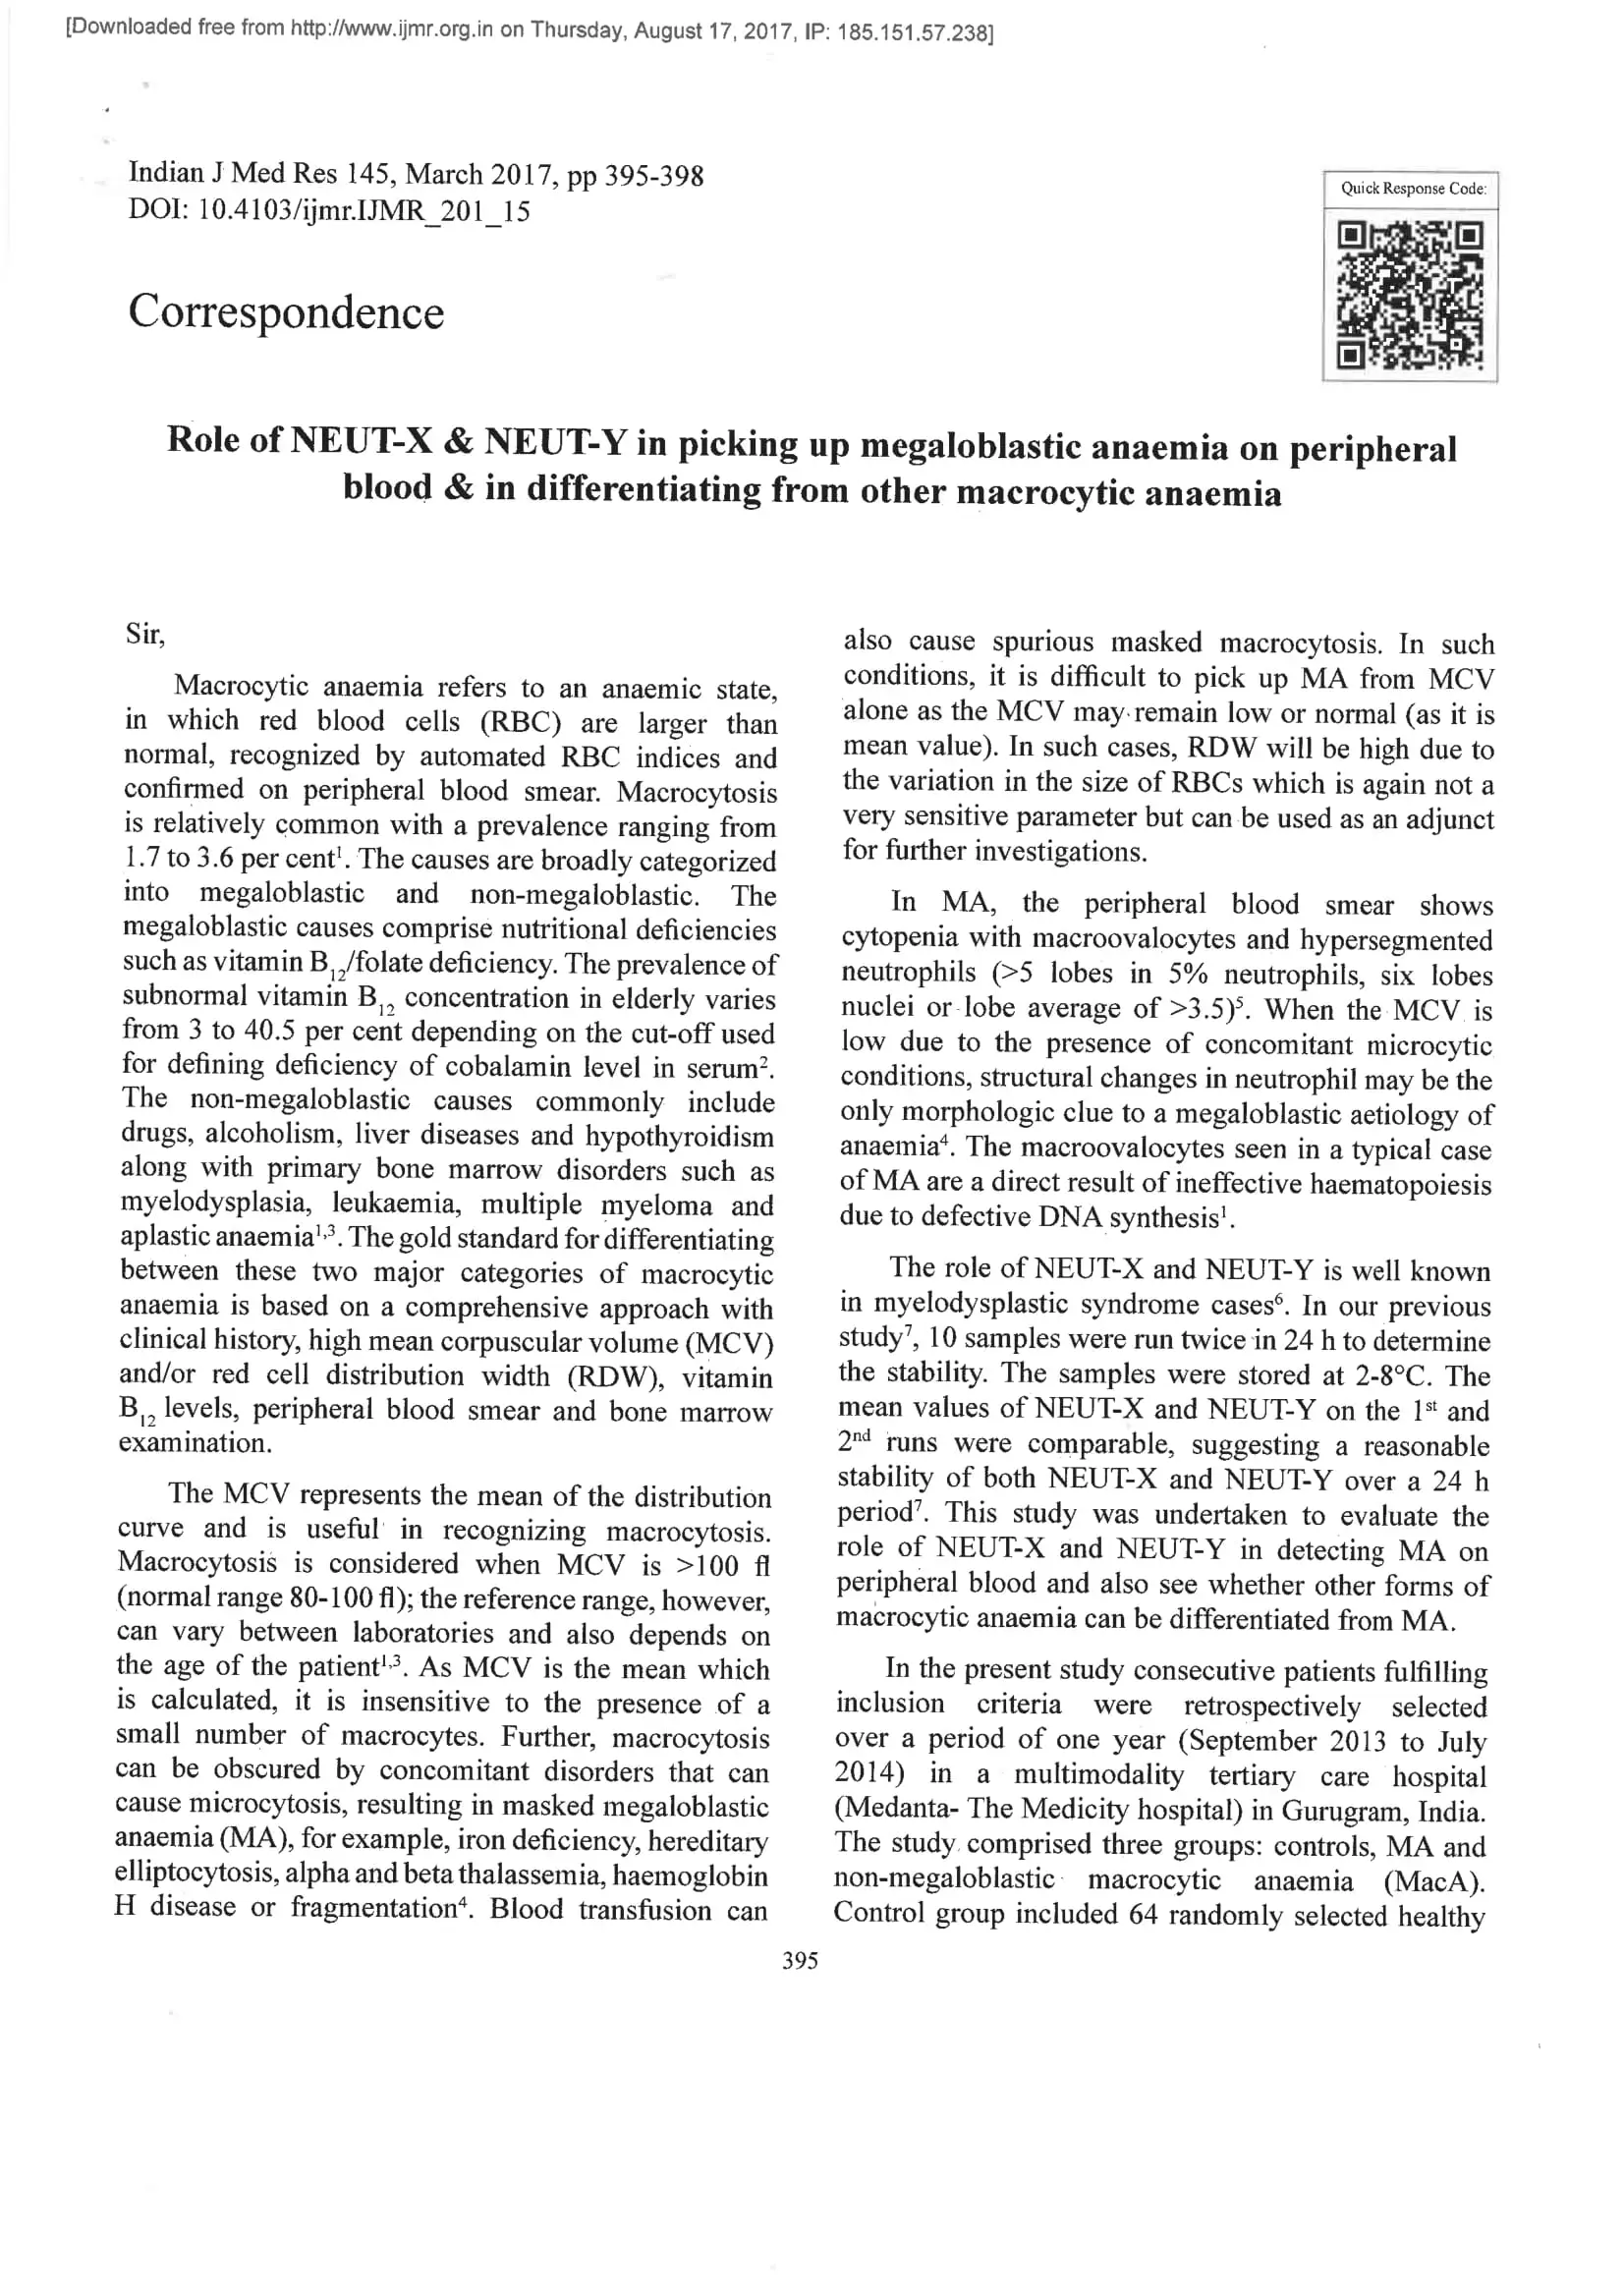 [Downloaded free from http://www.ijmr.org.in on Thursday, August 17, 2017, IP: 185.151.57.238]
Indian J Med Res 145, March 2017, pp 395-398
DOI: 10.4103/ijmr.IJMR_201_15
Quick Response Code:
Correspondence
Role of NEUT-X & NEUT-Y in picking up megaloblastic anaemia on peripheral
blood & in differentiating from other macrocytic anaemia
Sir,
Macrocytic anaemia refers to an anaemic state,
in which red blood cells (RBC) are larger than
normal, recognized by automated RBC indices and
confirmed on peripheral blood smear. Macrocytosis
is relatively common with a prevalence ranging from
1.7 to 3.6 per cent¹. The causes are broadly categorized
into megaloblastic and non-megaloblastic. The
megaloblastic causes comprise nutritional deficiencies
such as vitamin B₁₂/folate deficiency. The prevalence of
subnormal vitamin B₁₂ concentration in elderly varies
from 3 to 40.5 per cent depending on the cut-off used
for defining deficiency of cobalamin level in serum².
The non-megaloblastic causes commonly include
drugs, alcoholism, liver diseases and hypothyroidism
along with primary bone marrow disorders such as
myelodysplasia, leukaemia, multiple myeloma and
aplastic anaemia¹,³. The gold standard for differentiating
between these two major categories of macrocytic
anaemia is based on a comprehensive approach with
clinical history, high mean corpuscular volume (MCV)
and/or red cell distribution width (RDW), vitamin
B₁₂ levels, peripheral blood smear and bone marrow
examination.
The MCV represents the mean of the distribution
curve and is useful in recognizing macrocytosis.
Macrocytosis is considered when MCV is >100 fl
(normal range 80-100 fl); the reference range, however,
can vary between laboratories and also depends on
the age of the patient¹,³. As MCV is the mean which
is calculated, it is insensitive to the presence of a
small number of macrocytes. Further, macrocytosis
can be obscured by concomitant disorders that can
cause microcytosis, resulting in masked megaloblastic
anaemia (MA), for example, iron deficiency, hereditary
elliptocytosis, alpha and beta thalassemia, haemoglobin
H disease or fragmentation⁴. Blood transfusion can
also cause spurious masked macrocytosis. In such
conditions, it is difficult to pick up MA from MCV
alone as the MCV may remain low or normal (as it is
mean value). In such cases, RDW will be high due to
the variation in the size of RBCs which is again not a
very sensitive parameter but can be used as an adjunct
for further investigations.
In MA, the peripheral blood smear shows
cytopenia with macroovalocytes and hypersegmented
neutrophils (>5 lobes in 5% neutrophils, six lobes
nuclei or lobe average of >3.5)⁵. When the MCV is
low due to the presence of concomitant microcytic
conditions, structural changes in neutrophil may be the
only morphologic clue to a megaloblastic aetiology of
anaemia⁴. The macroovalocytes seen in a typical case
of MA are a direct result of ineffective haematopoiesis
due to defective DNA synthesis¹.
The role of NEUT-X and NEUT-Y is well known
in myelodysplastic syndrome cases⁶. In our previous
study⁷, 10 samples were run twice in 24 h to determine
the stability. The samples were stored at 2-8°C. The
mean values of NEUT-X and NEUT-Y on the 1ˢᵗ and
2ⁿᵈ runs were comparable, suggesting a reasonable
stability of both NEUT-X and NEUT-Y over a 24 h
period⁷. This study was undertaken to evaluate the
role of NEUT-X and NEUT-Y in detecting MA on
peripheral blood and also see whether other forms of
macrocytic anaemia can be differentiated from MA.
In the present study consecutive patients fulfilling
inclusion criteria were retrospectively selected
over a period of one year (September 2013 to July
2014) in a multimodality tertiary care hospital
(Medanta- The Medicity hospital) in Gurugram, India.
The study comprised three groups: controls, MA and
non-megaloblastic macrocytic anaemia (MacA).
Control group included 64 randomly selected healthy
395